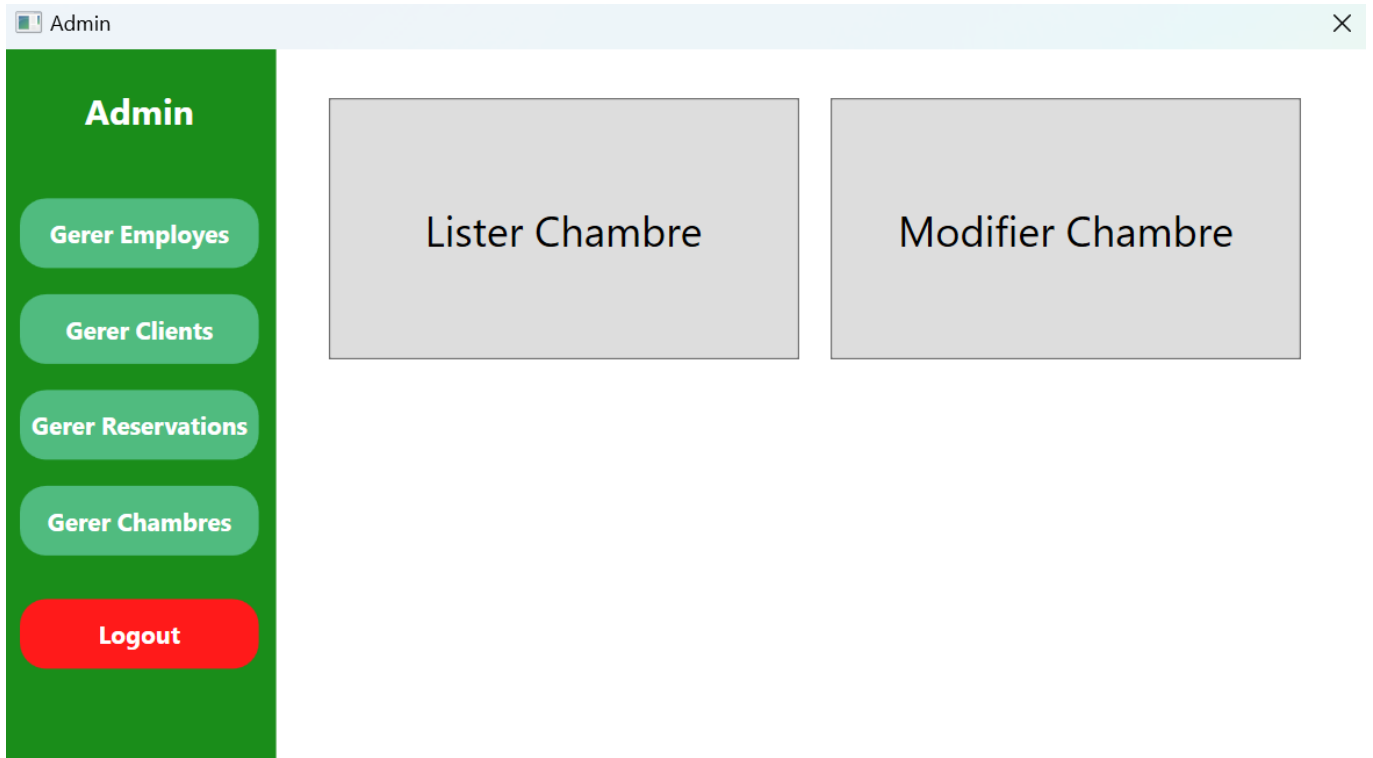 Admin
Admin
Gerer Employes
Gerer Clients
Gerer Reservations
Gerer Chambres
Logout
Lister Chambre
Modifier Chambre